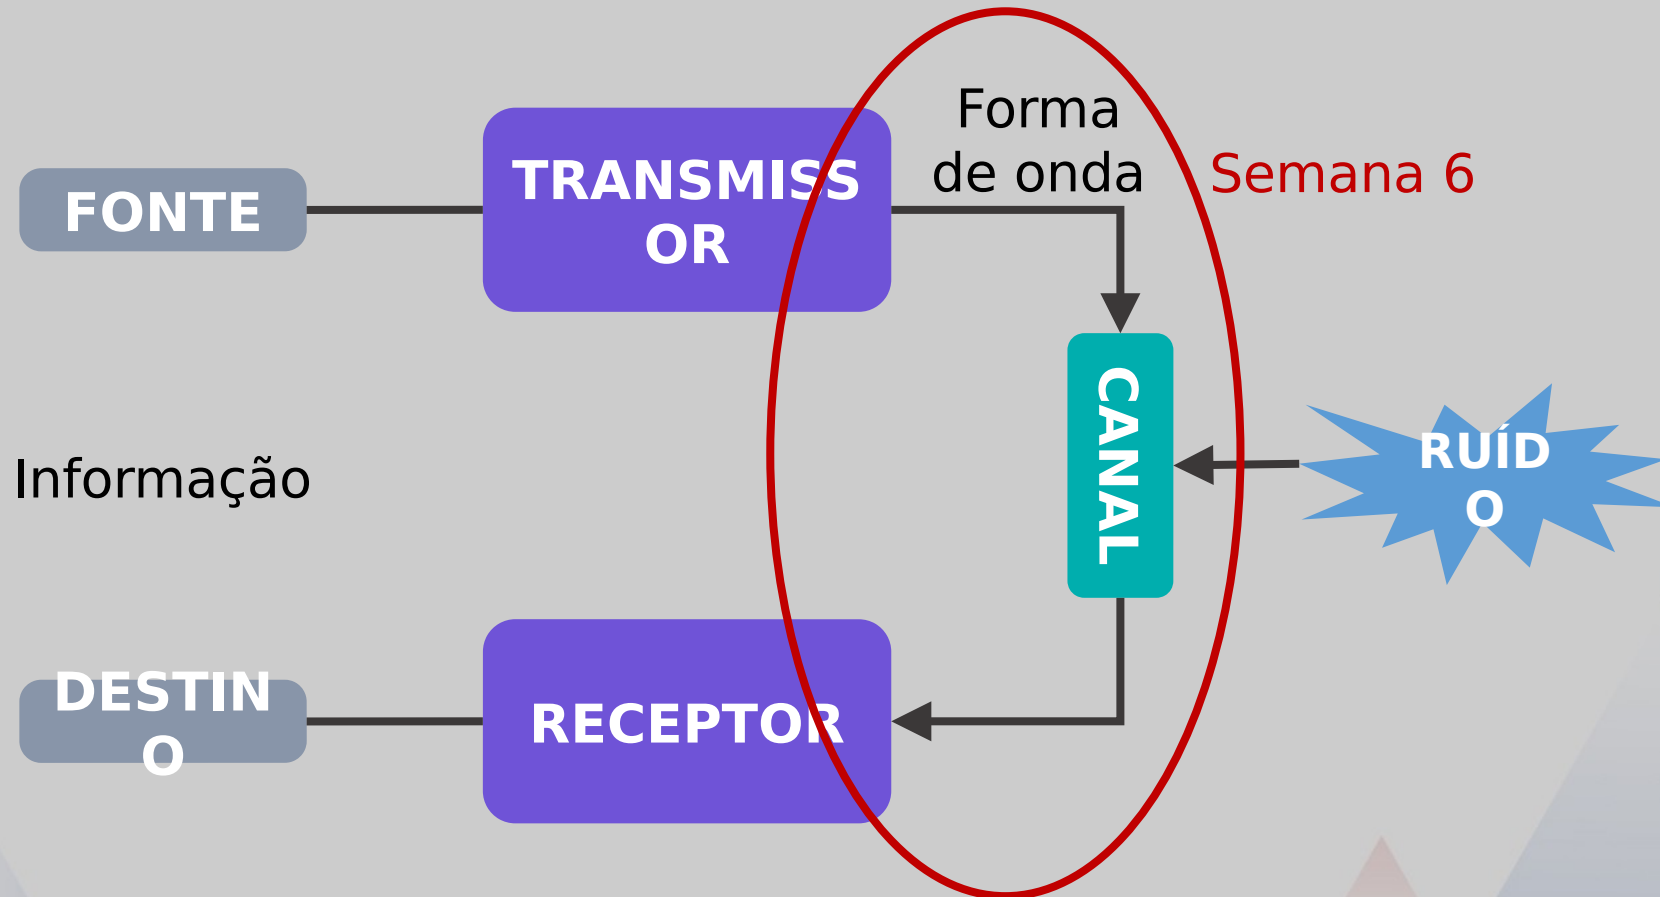 Forma
de onda
Semana 6
FONTE
TRANSMISS
OR
CANAL
RUÍD
O
Informação
DESTIN
O
RECEPTOR